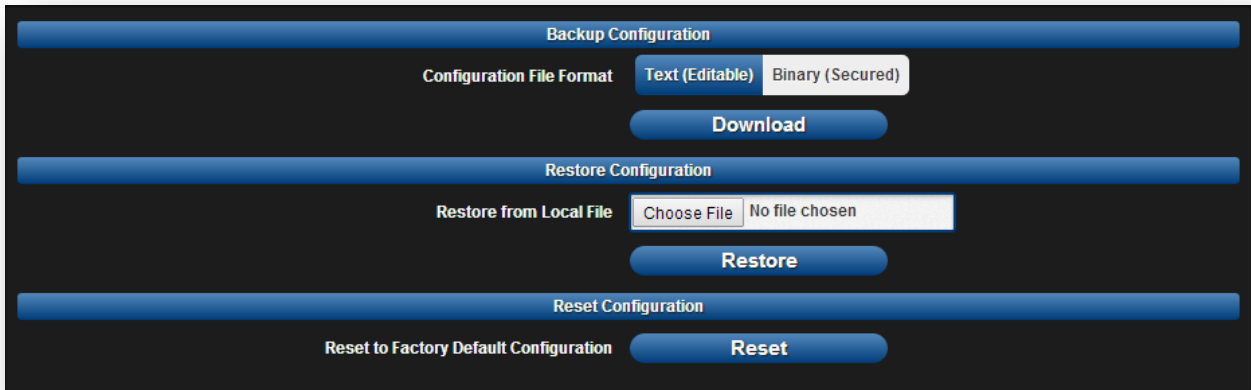 Backup Configuration
Configuration File Format Text (Editable) Binary (Secured)
Download
Restore Configuration
Restore from Local File Choose File No file chosen
Restore
Reset Configuration
Reset to Factory Default Configuration Reset